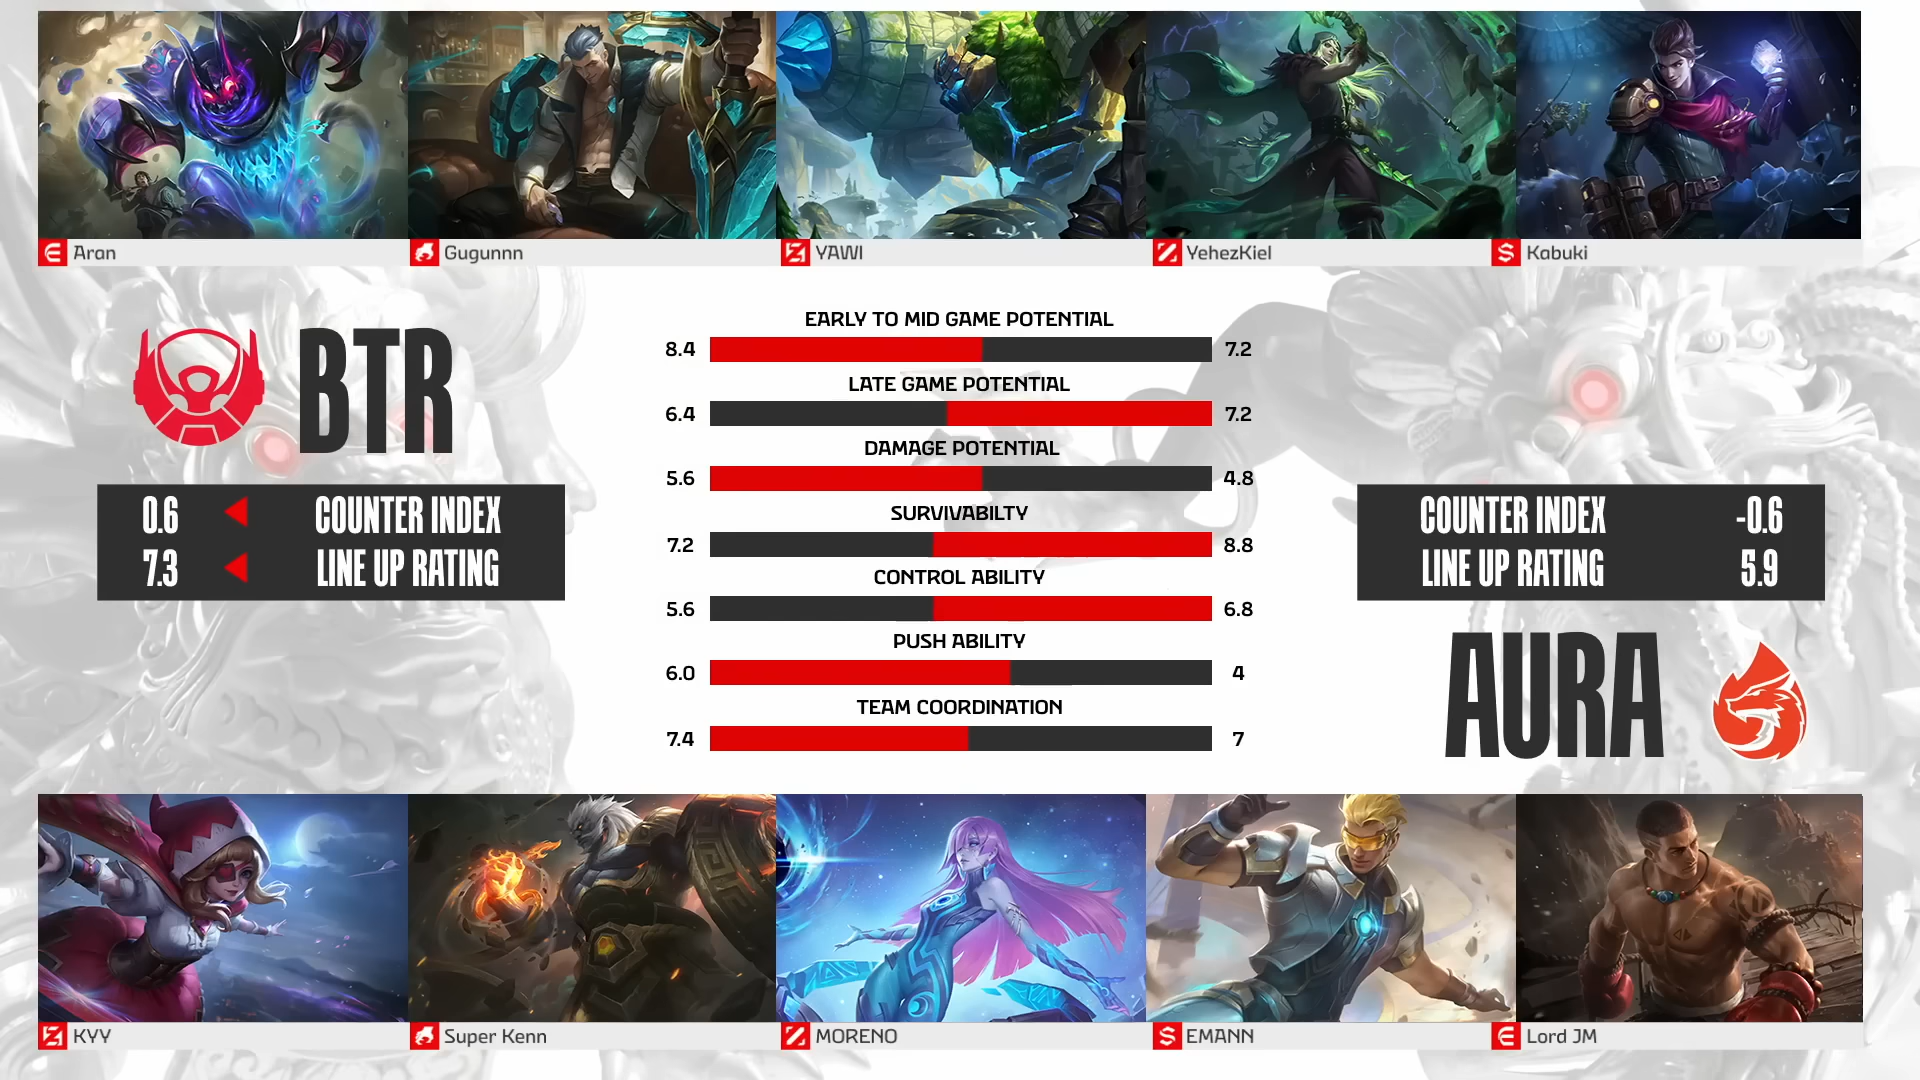 Aran
Gugunnn
YAWI
YehezKiel
Kabuki
BTR
0.6 COUNTER INDEX
7.3 LINE UP RATING
EARLY TO MID GAME POTENTIAL
8.4 7.2
LATE GAME POTENTIAL
6.4 7.2
DAMAGE POTENTIAL
5.6 4.8
SURVIVABILTY
7.2 8.8
CONTROL ABILITY
5.6 6.8
PUSH ABILITY
6.0 4
TEAM COORDINATION
7.4 7
COUNTER INDEX -0.6
LINE UP RATING 5.9
AURA
KYY
Super Kenn
MORENO
EMANN
Lord JM